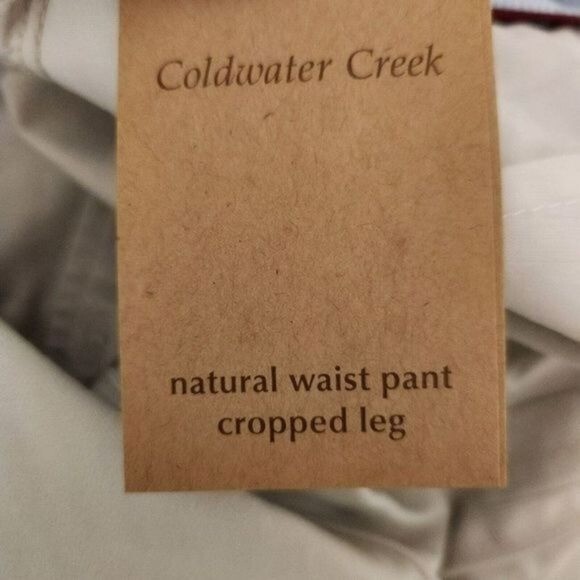 Coldwater Creek
natural waist pant
cropped leg